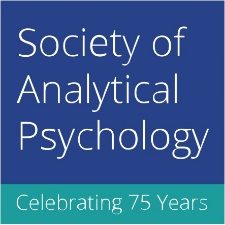 Society of
Analytical
Psychology
Celebrating 75 Years